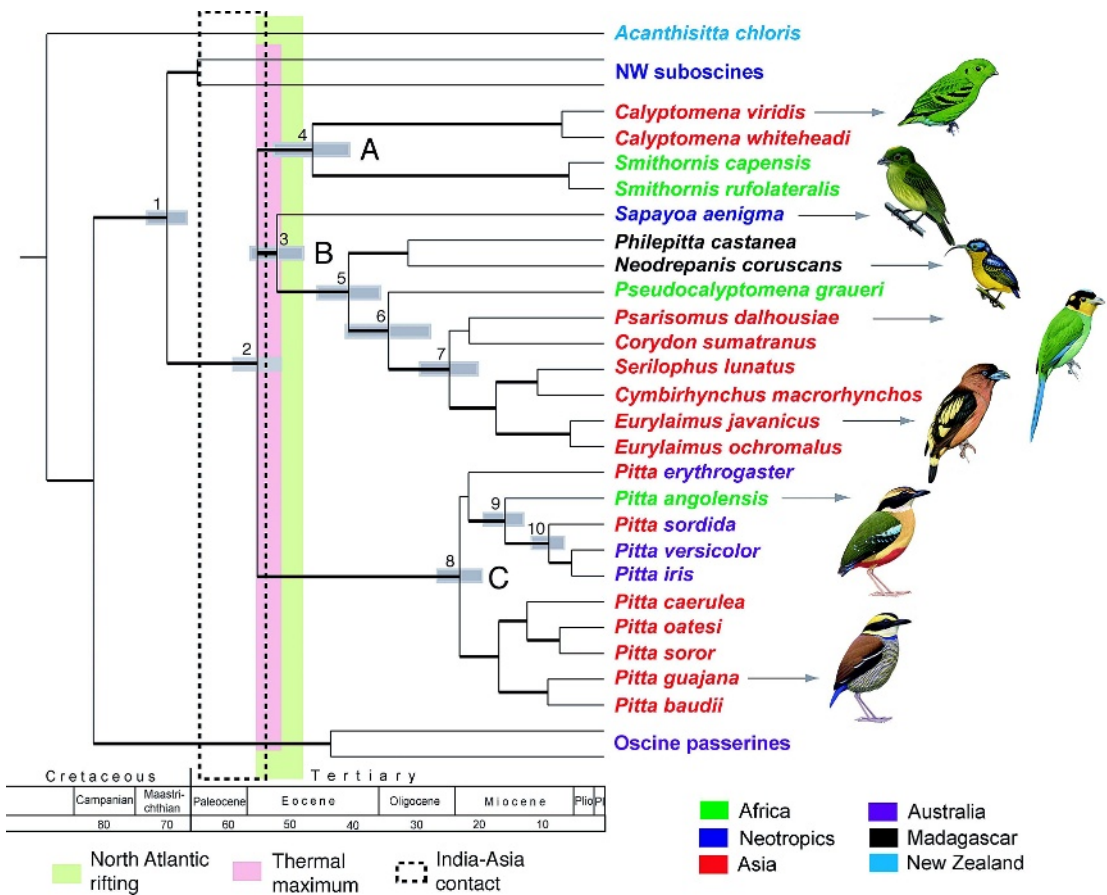 Acanthisitta chloris
NW suboscines
Calyptomena viridis
4
A
Calyptomena whiteheadi
Smithornis capensis
Smithornis rufolateralis
1
Sapayoa aenigma
3
B
Philepitta castanea
Neodrepanis coruscans
5
Pseudocalyptomena graueri
6
Psarisomus dalhousiae
2
7
Corydon sumatranus
Serilophus lunatus
Cymbirhynchus macrorhynchos
Eurylaimus javanicus
Eurylaimus ochromalus
Pitta erythrogaster
9
Pitta angolensis
10
Pitta sordida
Pitta versicolor
8
C
Pitta iris
Pitta caerulea
Pitta oatesi
Pitta soror
Pitta guajana
Pitta baudii
Oscine passerines
Cretaceous Tertiary
Campanian Maastrichthian Paleocene Eocene Oligocene Miocene Plio Pl
80 70 60 50 40 30 20 10
North Atlantic rifting
Thermal maximum
India-Asia contact
Africa
Neotropics
Asia
Australia
Madagascar
New Zealand